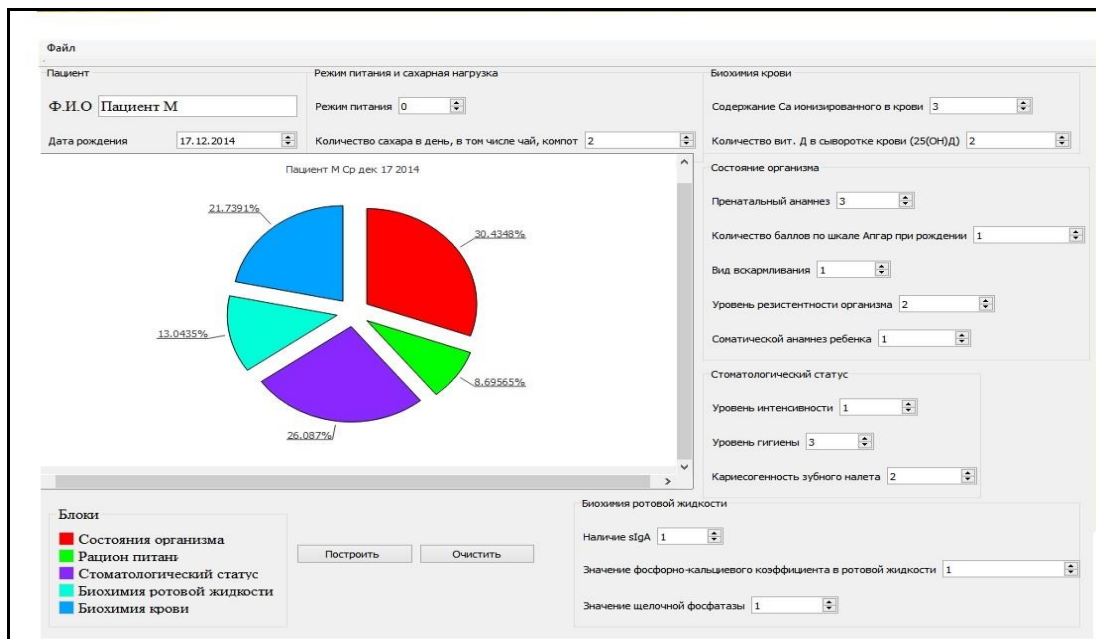 Файл
Пациент
Ф.И.О Пациент М
Дата рождения 17.12.2014
Режим питания и сахарная нагрузка
Режим питания 0
Количество сахара в день, в том числе чай, компот 2
Биохимия крови
Содержание Са ионизированного в крови 3
Количество вит. Д в сыворотке крови (25(ОН)Д) 2
Пациент М Ср дек 17 2014
21.7391%
30.4348%
13.0435%
8.69565%
26.087%
Состояние организма
Пренатальный анамнез 3
Количество баллов по шкале Апгар при рождении 1
Вид вскармливания 1
Уровень резистентности организма 2
Соматической анамнез ребенка 1
Стоматологический статус
Уровень интенсивности 1
Уровень гигиены 3
Кариесогенность зубного налета 2
Блоки
Состояния организма
Рацион питани
Стоматологический статус
Биохимия ротовой жидкости
Биохимия крови
Построить
Очистить
Биохимия ротовой жидкости
Наличие sIgA 1
Значение фосфорно-кальциевого коэффициента в ротовой жидкости 1
Значение щелочной фосфатазы 1